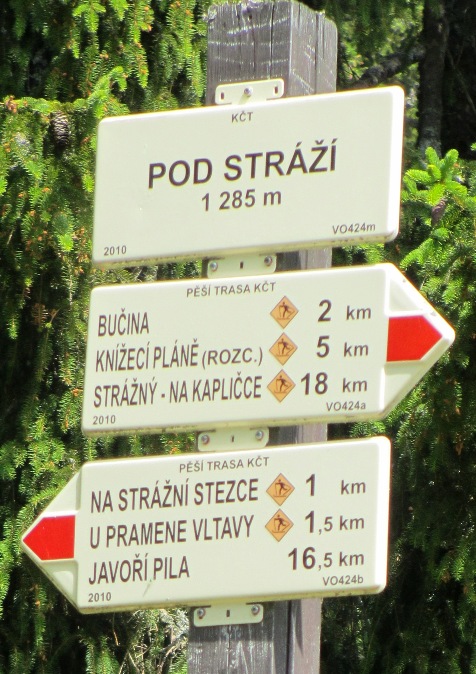 KČT
POD STRÁŽÍ
1 285 m
2010 VO424m
PĚŠÍ TRASA KČT
BUČINA 2 km
KNÍŽECÍ PLÁNĚ (ROZC.) 5 km
STRÁŽNÝ - NA KAPLIČCE 18 km
2010 VO424a
PĚŠÍ TRASA KČT
NA STRÁŽNÍ STEZCE 1 km
U PRAMENE VLTAVY 1,5 km
JAVOŘÍ PILA 16,5 km
2010 VO424b